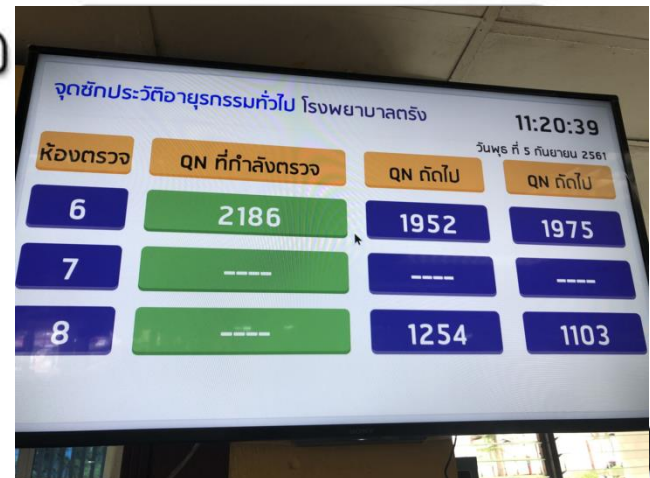 จุดซักประวัติอายุรกรรมทั่วไป โรงพยาบาลตรัง
11:20:39
วันพุธ ที่ 5 กันยายน 2561
ห้องตรวจ QN ที่กำลังตรวจ QN ถัดไป QN ถัดไป
6 2186 1952 1975
7 ---- ---- ----
8 ---- 1254 1103